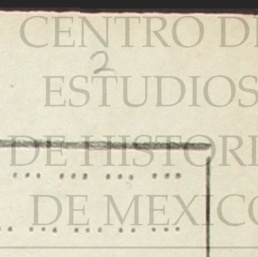 CENTRO DE
2
ESTUDIOS
DE HISTORI
DE MEXICO